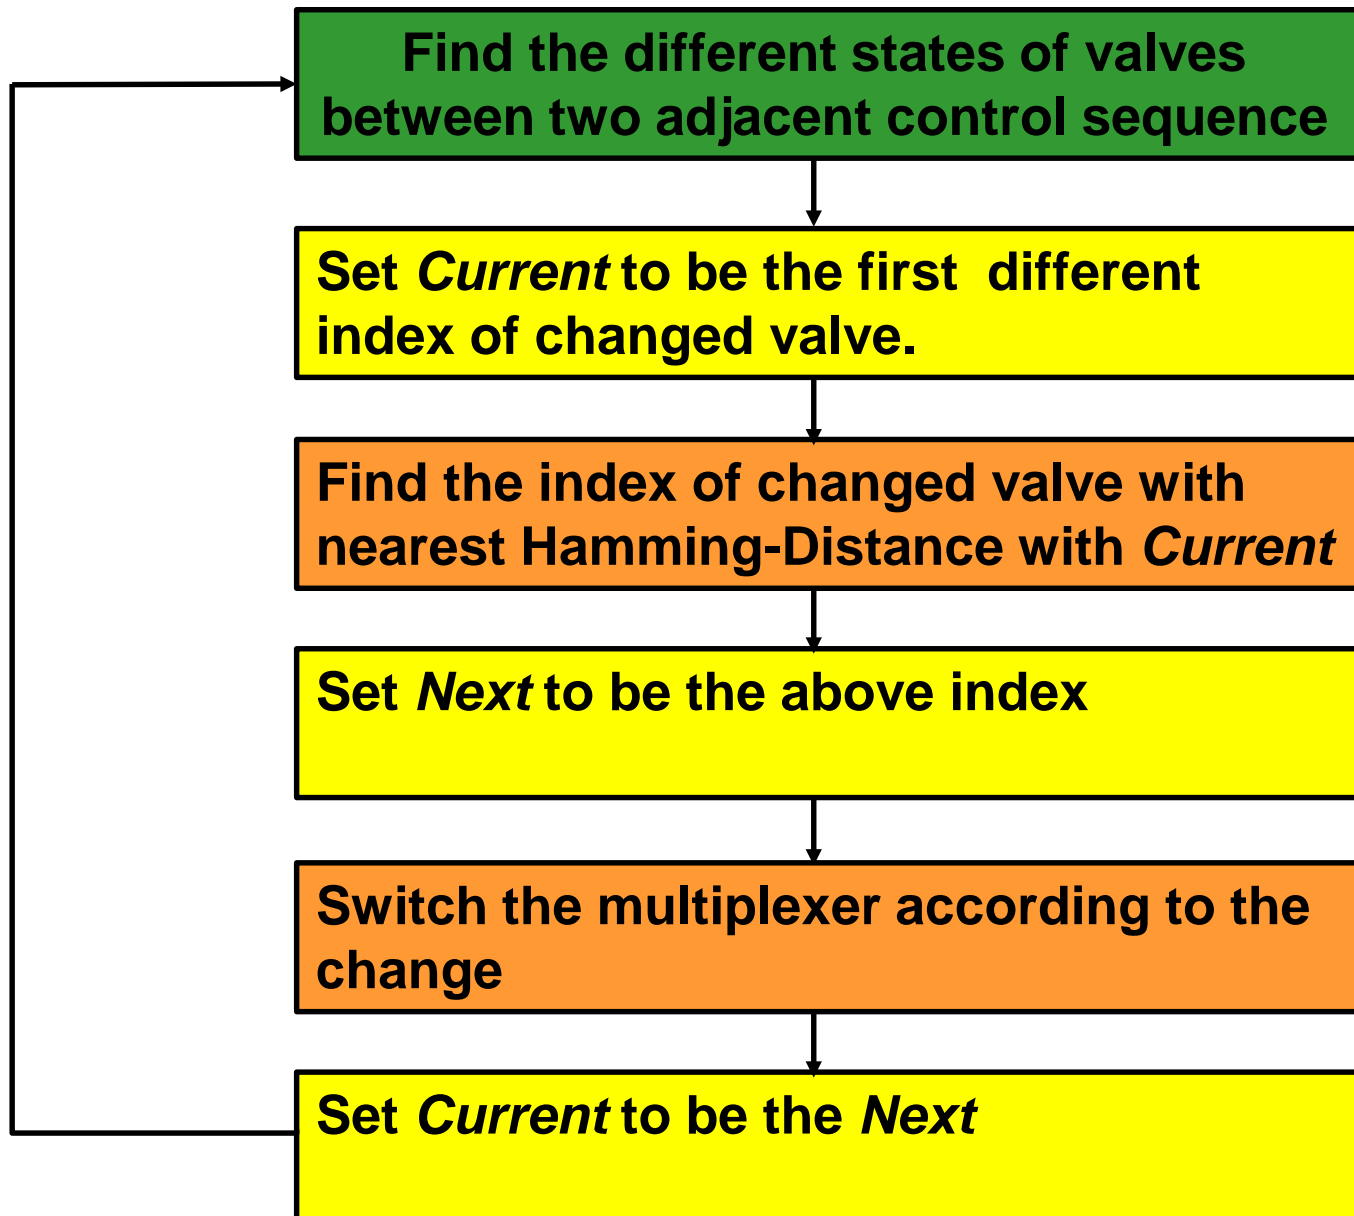 Find the different states of valves
between two adjacent control sequence
Set Current to be the first  different
index of changed valve.
Find the index of changed valve with
nearest Hamming-Distance with Current
Set Next to be the above index
Switch the multiplexer according to the
change
Set Current to be the Next